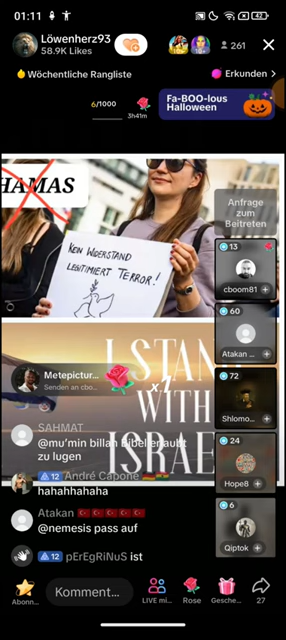 01:11
42
Löwenherz93
58.9K Likes
261
Wöchentliche Rangliste
Erkunden >
6/1000
3h41m
Fa-BOO-lous
Halloween
HAMAS
KEIN WIDERSTAND
LEGITIMIERT TERROR!
Anfrage
zum
Beitreten
13
cboom81
60
Atakan ...
I STAN
WITH
ISRAE
Metepictur...
Senden an cbo...
x1
72
Shlomo...
SAHMAT
@mu'min billah Bibel erlaubt
zu lugen
24
Hope8
12 André Capone
hahahhahaha
6
Qiptok
Atakan
@nemesis pass auf
12 pErEgRiNuS ist
Abonn...
Komment...
LIVE mi...
Rose
Gesche...
27